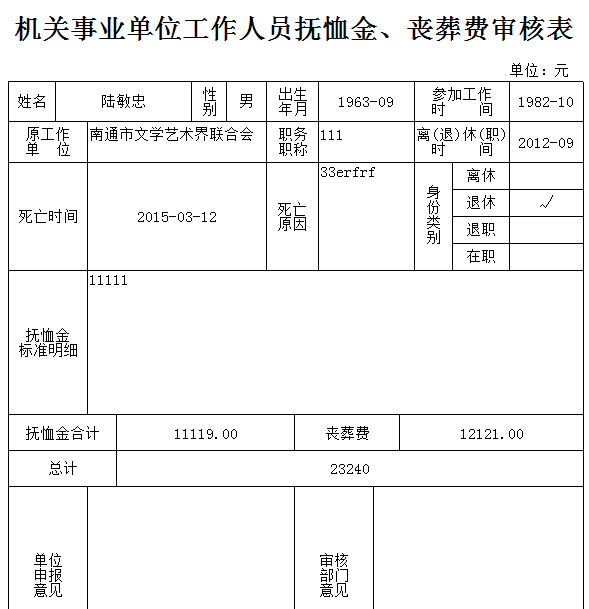 机关事业单位工作人员抚恤金、丧葬费审核表
单位：元
姓名 陆敏忠 性别 男 出生年月 1963-09 参加工作时 间 1982-10
原工作单 位 南通市文学艺术界联合会 职务职称 111 离(退)休(职)时 间 2012-09
死亡时间 2015-03-12 死亡原因 33erfrf 身份类别 离休
退休 √
退职
在职
抚恤金标准明细 11111
抚恤金合计 11119.00 丧葬费 12121.00
总计 23240
单位申报意见 审核部门意见